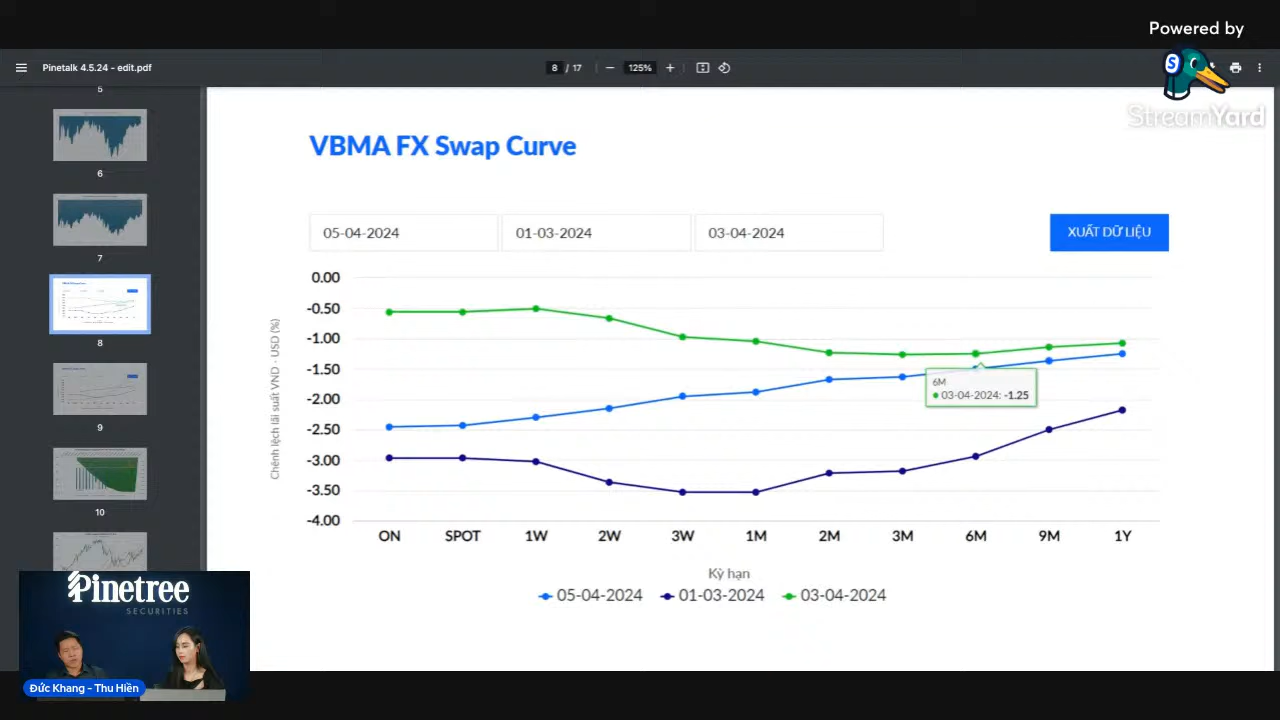 Powered by
StreamYard
Pinetalk 4.5.24 - edit.pdf
8 / 17
125%
5
6
7
8
9
10
VBMA FX Swap Curve
05-04-2024
01-03-2024
03-04-2024
XUẤT DỮ LIỆU
Chênh lệch lãi suất VND - USD (%)
0.00
-0.50
-1.00
-1.50
-2.00
-2.50
-3.00
-3.50
-4.00
6M
03-04-2024: -1.25
ON SPOT 1W 2W 3W 1M 2M 3M 6M 9M 1Y
Kỳ hạn
05-04-2024 01-03-2024 03-04-2024
Pinetree
SECURITIES
Đức Khang - Thu Hiền